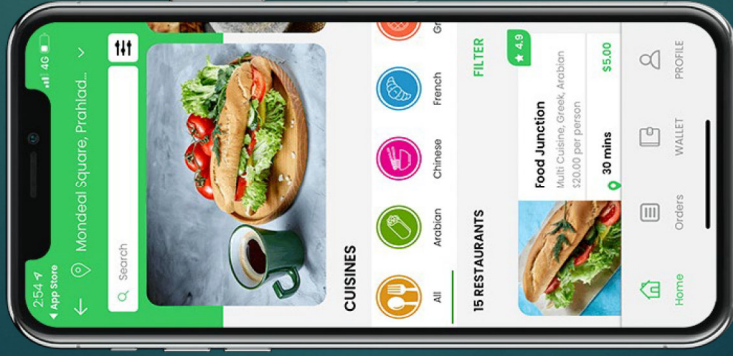 2:54
4G
App Store
Mondeal Square, Prahlad...
Search
CUISINES
All
Arabian
Chinese
French
Gr
15 RESTAURANTS
FILTER
4.9
Food Junction
Multi Cuisine, Greek, Arabian
$20.00 per person
30 mins
$5.00
Home
Orders
WALLET
PROFILE